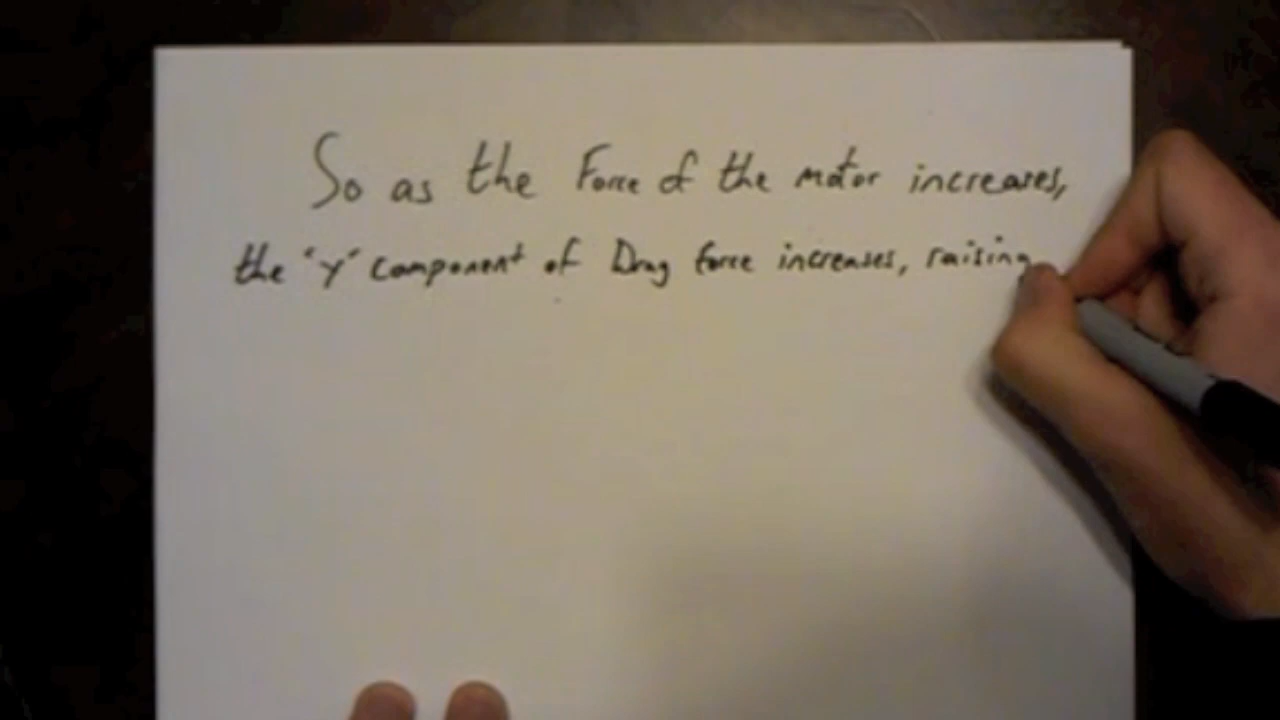 So as the Force of the motor increases,
the "y" component of Drag force increases, raising